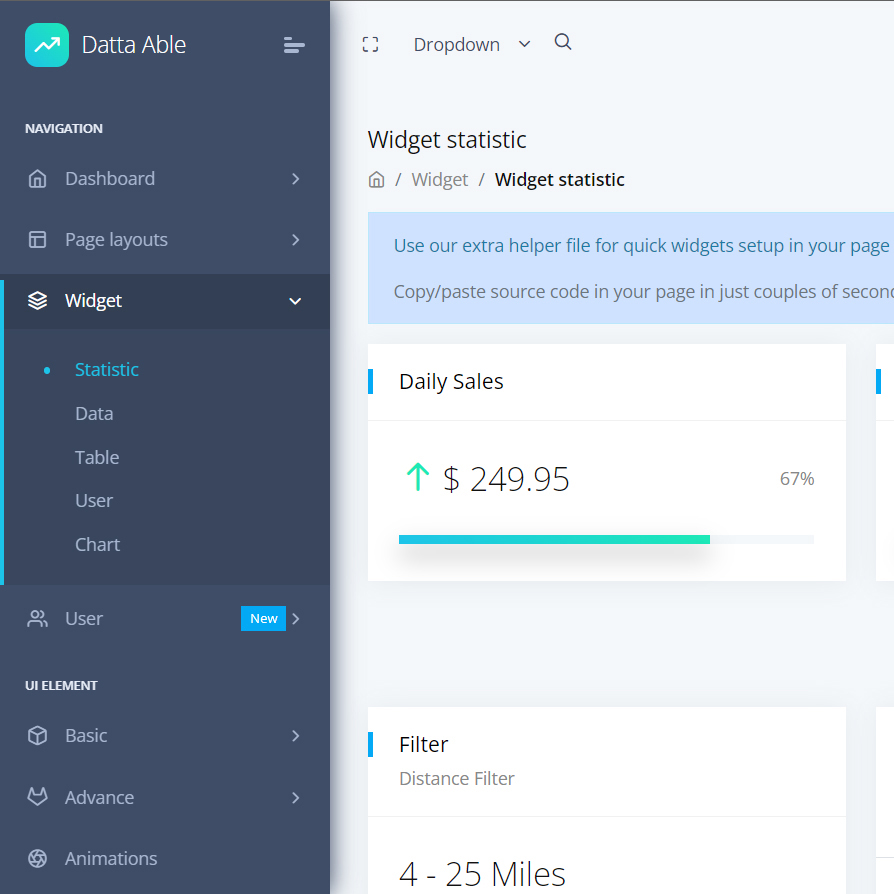 Datta Able
NAVIGATION
Dashboard
Page layouts
Widget
Statistic
Data
Table
User
Chart
User New
UI ELEMENT
Basic
Advance
Animations
Dropdown
Widget statistic
/ Widget / Widget statistic
Use our extra helper file for quick widgets setup in your page
Copy/paste source code in your page in just couples of
Daily Sales
$ 249.95 67%
Filter
Distance Filter
4 - 25 Miles